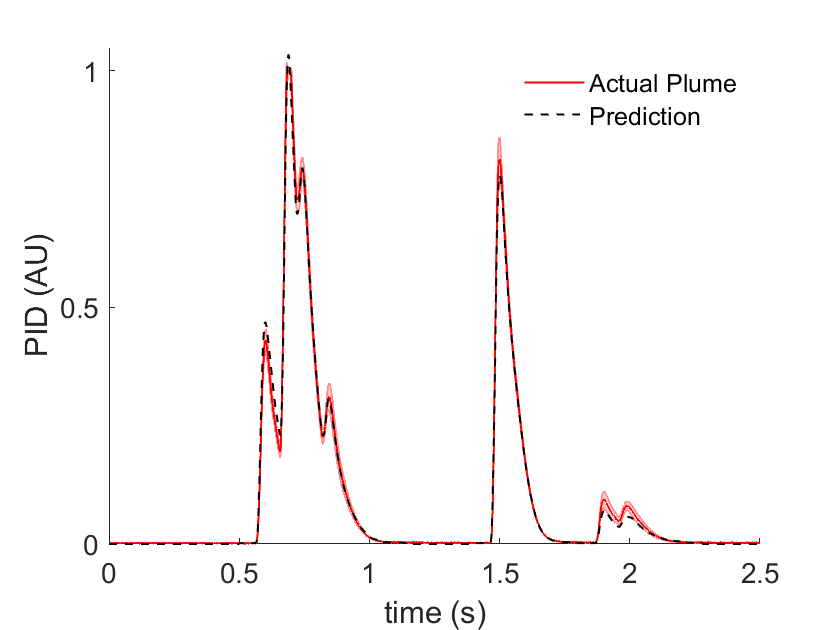 Actual Plume
Prediction
PID (AU)
1
0.5
0
0 0.5 1 1.5 2 2.5
time (s)